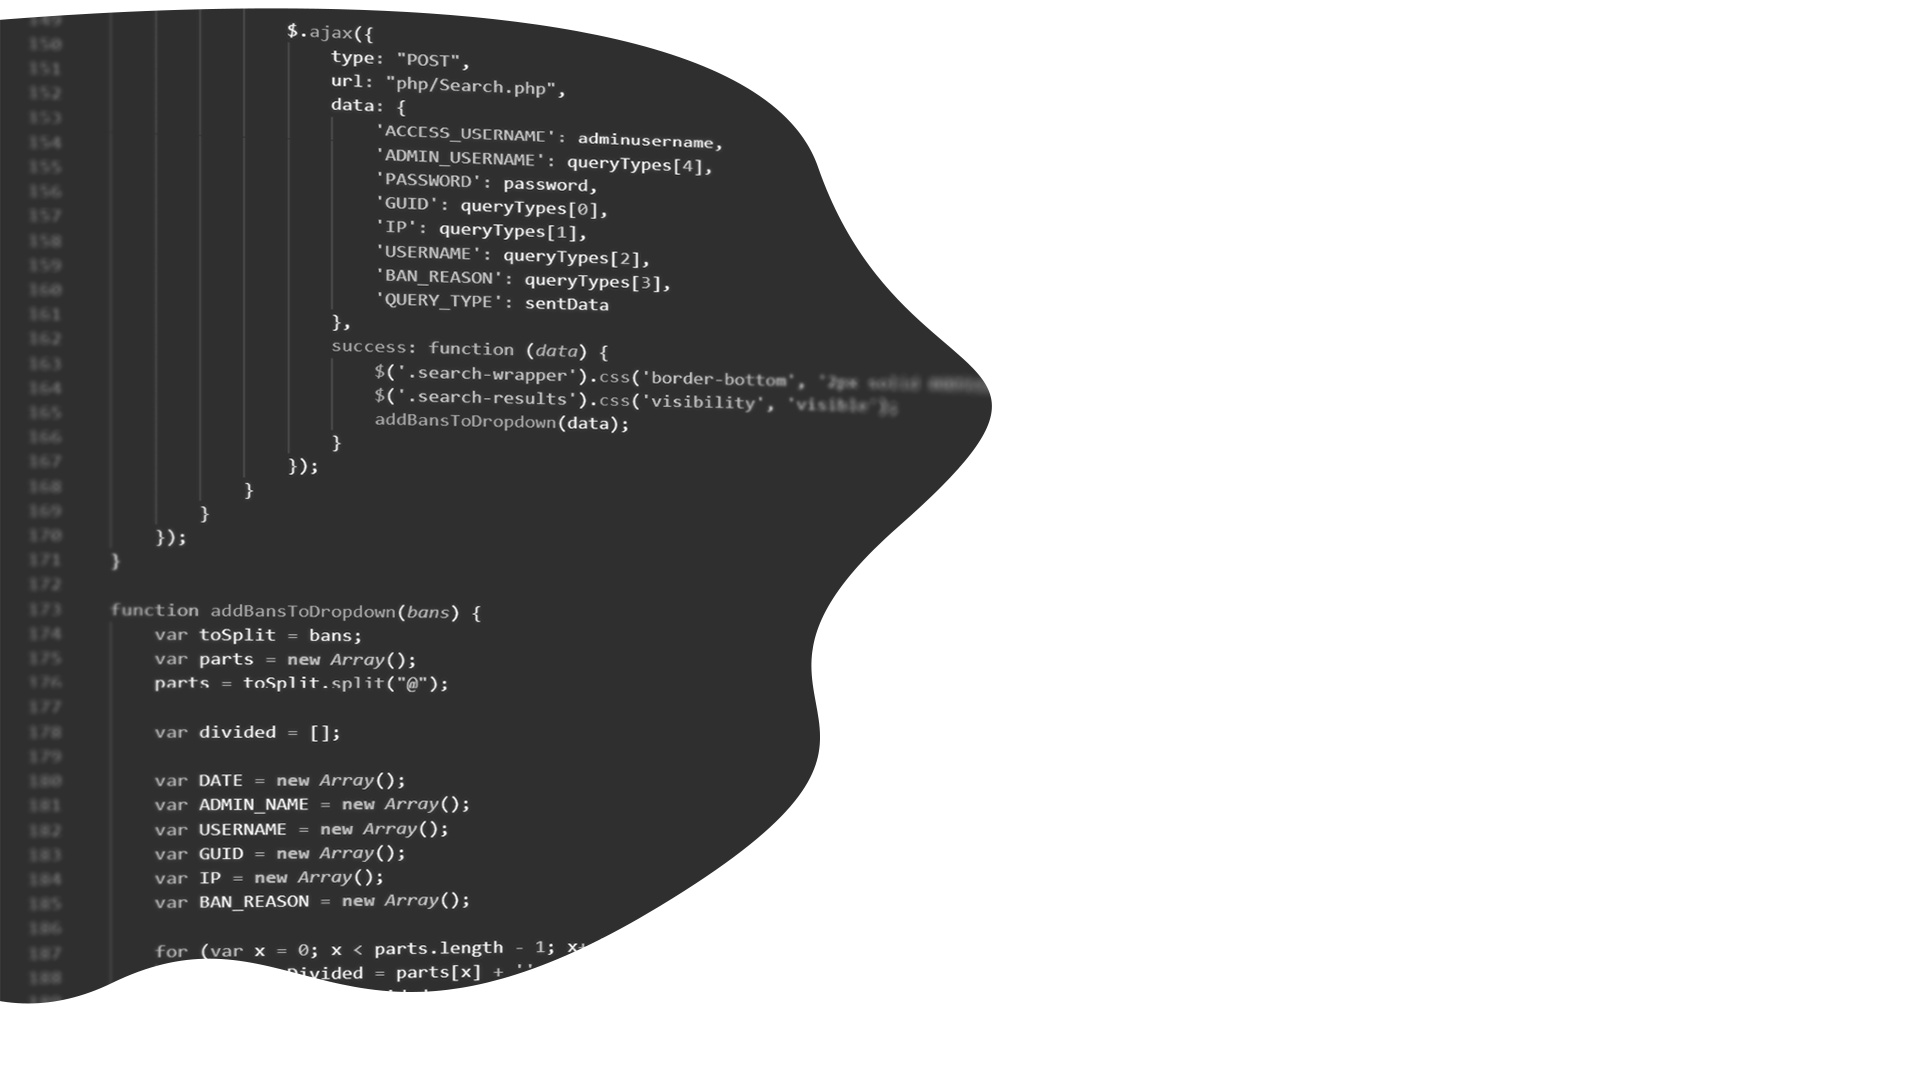 149
150 $.ajax({
151 type: "POST",
152 url: "php/Search.php",
153 data: {
154 'ACCESS_USERNAME': adminusername,
155 'ADMIN_USERNAME': queryTypes[4],
156 'PASSWORD': password,
157 'GUID': queryTypes[0],
158 'IP': queryTypes[1],
159 'USERNAME': queryTypes[2],
160 'BAN_REASON': queryTypes[3],
161 'QUERY_TYPE': sentData
162 },
163 success: function (data) {
164 $('.search-wrapper').css('border-bottom', '2px solid
165 $('.search-results').css('visibility', 'visible');
166 addBansToDropdown(data);
167 }
168 });
169 }
170 }
171 });
172 }
173 function addBansToDropdown(bans) {
174 var toSplit = bans;
175 var parts = new Array();
176 parts = toSplit.split("@");
177
178 var divided = [];
179
180 var DATE = new Array();
181 var ADMIN_NAME = new Array();
182 var USERNAME = new Array();
183 var GUID = new Array();
184 var IP = new Array();
185 var BAN_REASON = new Array();
186
187 for (var x = 0; x < parts.length - 1; x+
188 Divided = parts[x] + ''